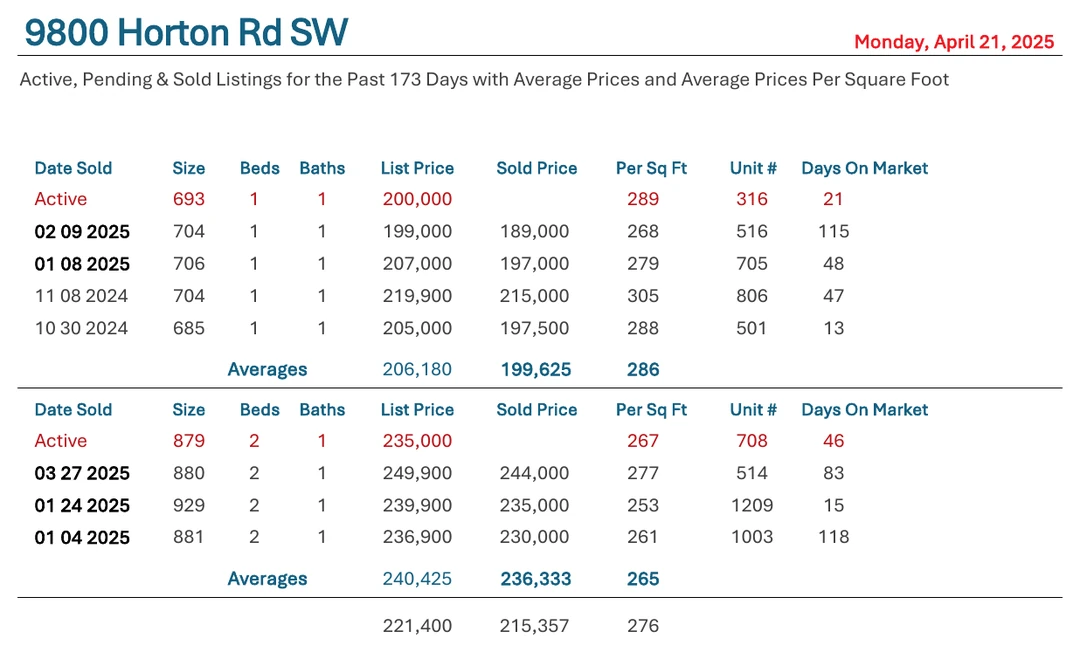 9800 Horton Rd SW
Monday, April 21, 2025
Active, Pending & Sold Listings for the Past 173 Days with Average Prices and Average Prices Per Square Foot
Date Sold Size Beds Baths List Price Sold Price Per Sq Ft Unit # Days On Market
Active 693 1 1 200,000 289 316 21
02 09 2025 704 1 1 199,000 189,000 268 516 115
01 08 2025 706 1 1 207,000 197,000 279 705 48
11 08 2024 704 1 1 219,900 215,000 305 806 47
10 30 2024 685 1 1 205,000 197,500 288 501 13
Averages 206,180 199,625 286
Date Sold Size Beds Baths List Price Sold Price Per Sq Ft Unit # Days On Market
Active 879 2 1 235,000 267 708 46
03 27 2025 880 2 1 249,900 244,000 277 514 83
01 24 2025 929 2 1 239,900 235,000 253 1209 15
01 04 2025 881 2 1 236,900 230,000 261 1003 118
Averages 240,425 236,333 265
221,400 215,357 276